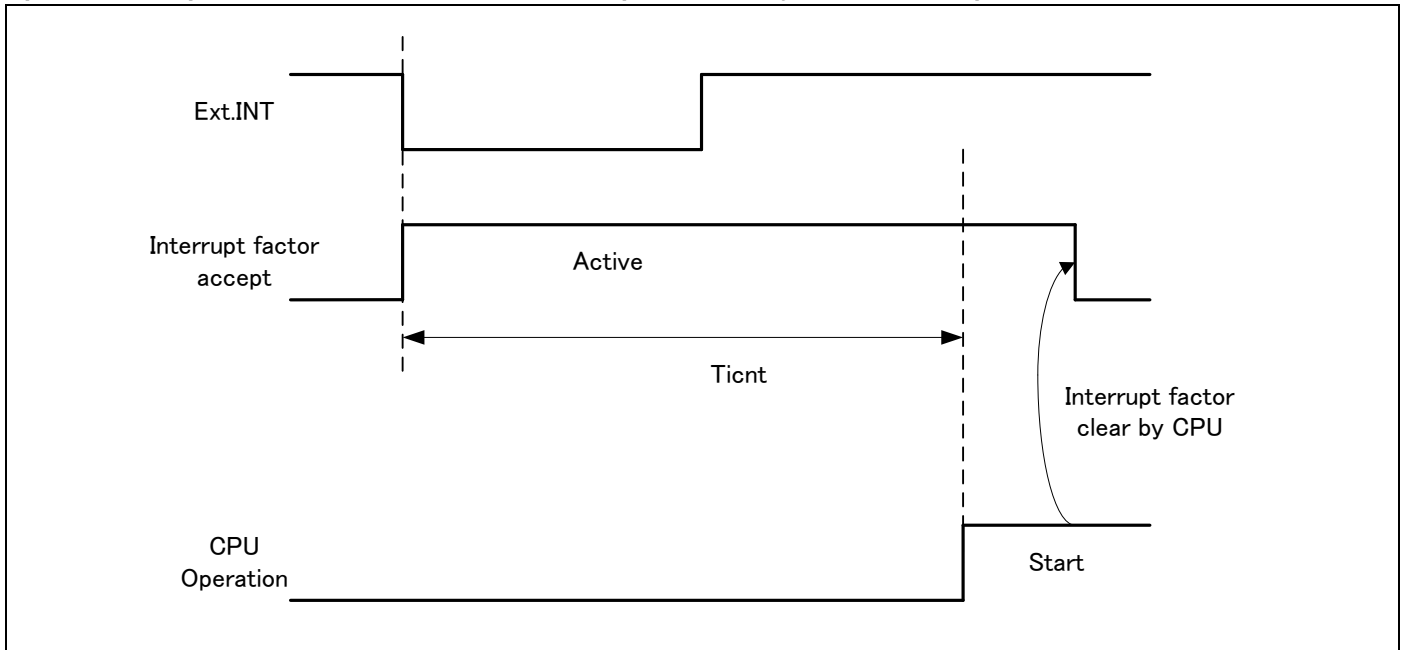 Ext.INT
Interrupt factor
accept
Active
Ticnt
Interrupt factor
clear by CPU
CPU
Operation
Start